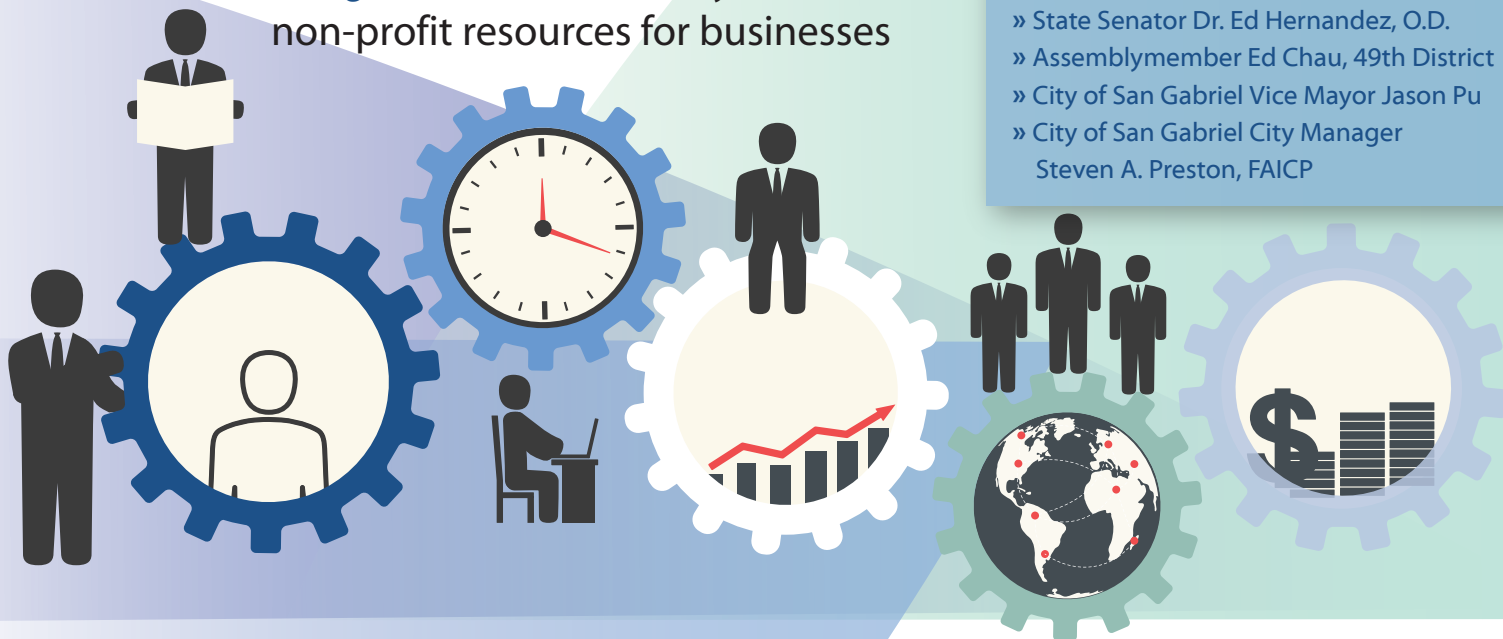 non-profit resources for businesses
» State Senator Dr. Ed Hernandez, O.D.
» Assemblymember Ed Chau, 49th District
» City of San Gabriel Vice Mayor Jason Pu
» City of San Gabriel City Manager
Steven A. Preston, FAICP
$